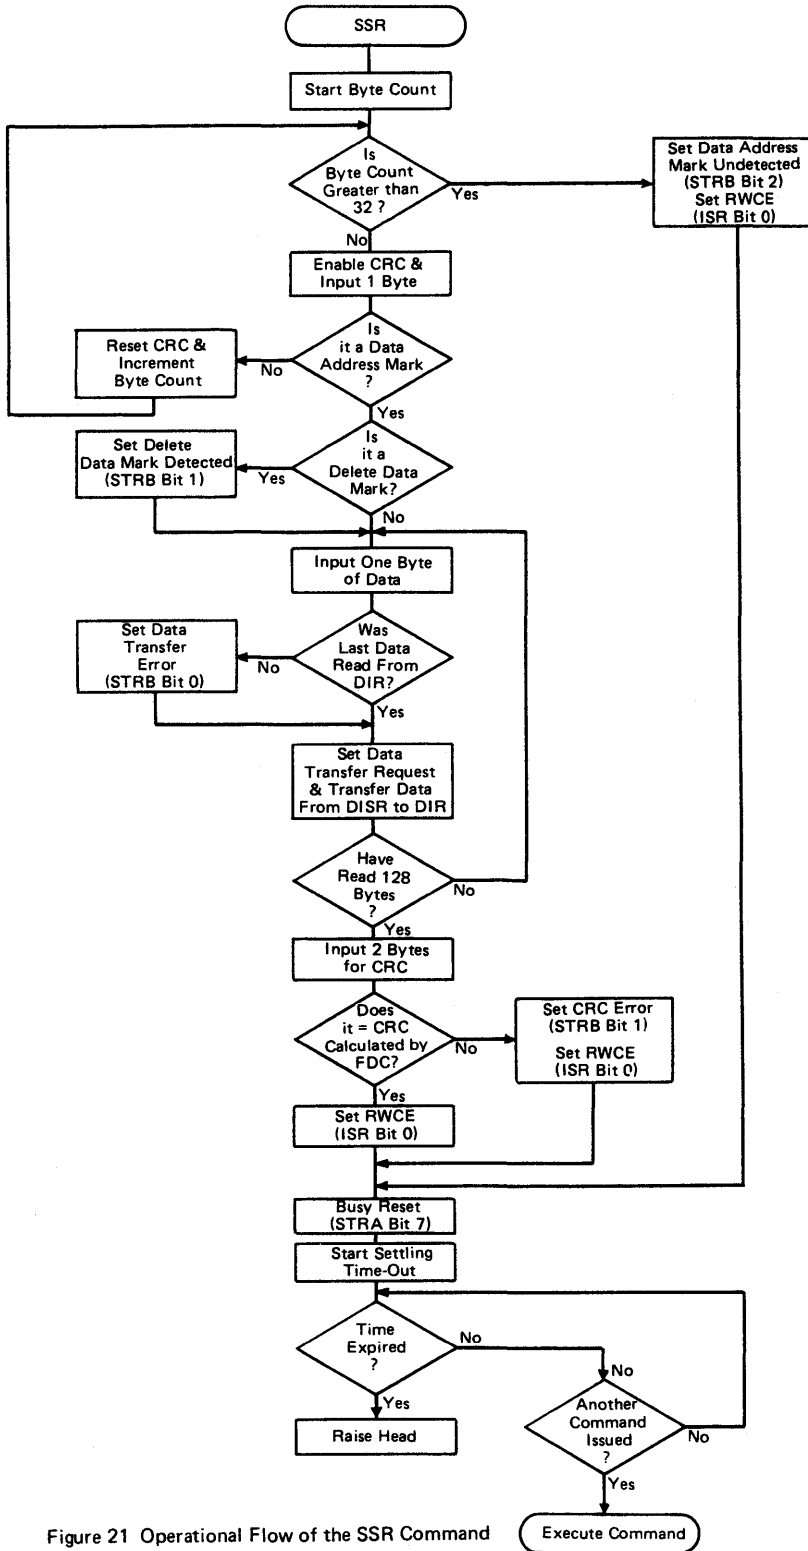 SSR
Start Byte Count
Is
Byte Count
Greater than
32 ?
Yes
Set Data Address
Mark Undetected
(STRB Bit 2)
Set RWCE
(ISR Bit 0)
No
Enable CRC &
Input 1 Byte
Is
it a Data
Address Mark
?
No
Reset CRC &
Increment
Byte Count
Yes
Is
it a
Delete Data
Mark?
Yes
Set Delete
Data Mark Detected
(STRB Bit 1)
No
Input One Byte
of Data
Was
Last Data
Read From
DIR?
No
Set Data
Transfer
Error
(STRB Bit 0)
Yes
Set Data
Transfer Request
& Transfer Data
From DISR to DIR
Have
Read 128
Bytes
?
No
Yes
Input 2 Bytes
for CRC
Does
it = CRC
Calculated by
FDC?
No
Set CRC Error
(STRB Bit 1)
Set RWCE
(ISR Bit 0)
Yes
Set RWCE
(ISR Bit 0)
Busy Reset
(STRA Bit 7)
Start Settling
Time-Out
Time
Expired
?
No
No
Yes
Raise Head
Another
Command
Issued
?
No
Yes
Execute Command
Figure 21 Operational Flow of the SSR Command